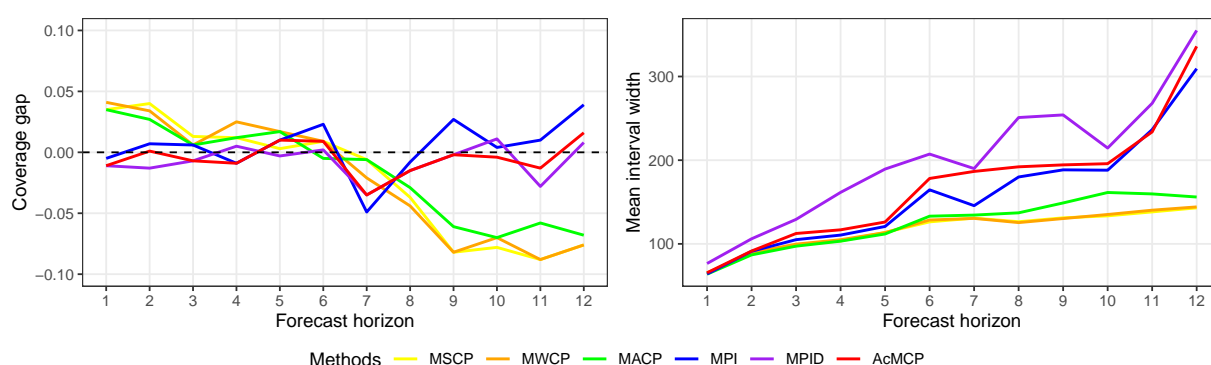 Coverage gap
0.10
0.05
0.00
−0.05
−0.10
1 2 3 4 5 6 7 8 9 10 11 12
Forecast horizon
Mean interval width
300
200
100
1 2 3 4 5 6 7 8 9 10 11 12
Forecast horizon
Methods MSCP MWCP MACP MPI MPID AcMCP